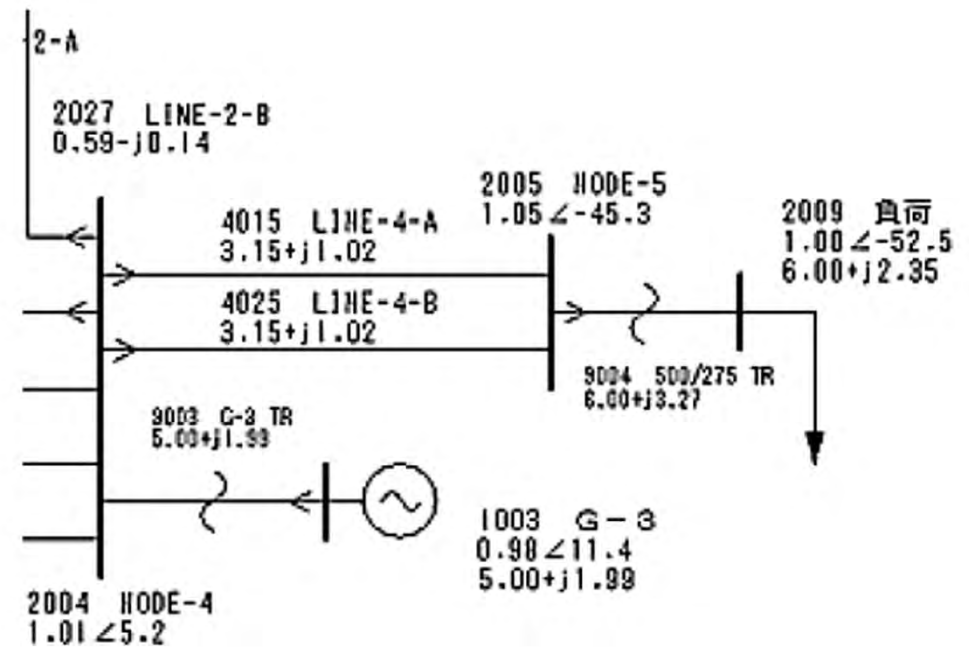 2-A
2027 LINE-2-B
0.59-j0.14
4015 LINE-4-A
3.15+j1.02
4025 LINE-4-B
3.15+j1.02
2005 NODE-5
1.05∠-45.3
2009 負荷
1.00∠-52.5
6.00+j2.35
9004 500/275 TR
6.00+j3.27
9003 G-3 TR
5.00+j1.99
1003 G-3
0.98∠11.4
5.00+j1.99
2004 NODE-4
1.01∠5.2